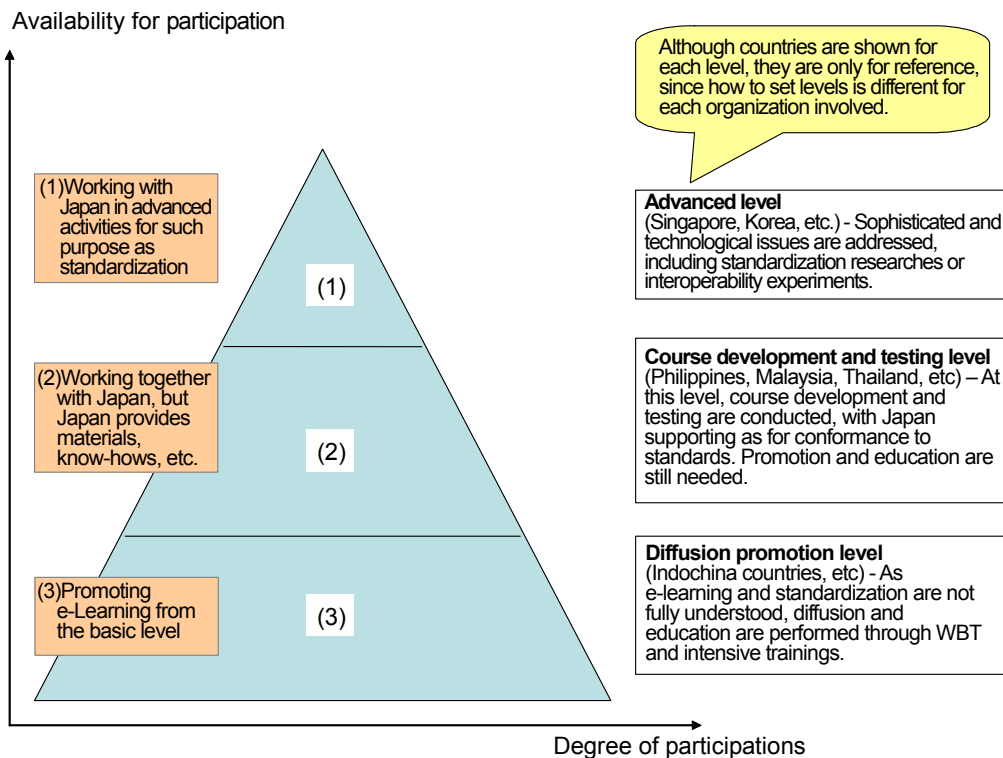 Availability for participation
Although countries are shown for
each level, they are only for reference,
since how to set levels is different for
each organization involved.
(1)Working with
Japan in advanced
activities for such
purpose as
standardization
(1)
Advanced level
(Singapore, Korea, etc.) - Sophisticated and
technological issues are addressed,
including standardization researches or
interoperability experiments.
(2)Working together
with Japan, but
Japan provides
materials,
know-hows, etc.
(2)
Course development and testing level
(Philippines, Malaysia, Thailand, etc) – At
this level, course development and
testing are conducted, with Japan
supporting as for conformance to
standards. Promotion and education are
still needed.
(3)Promoting
e-Learning from
the basic level
(3)
Diffusion promotion level
(Indochina countries, etc) - As
e-learning and standardization are not
fully understood, diffusion and
education are performed through WBT
and intensive trainings.
Degree of participations